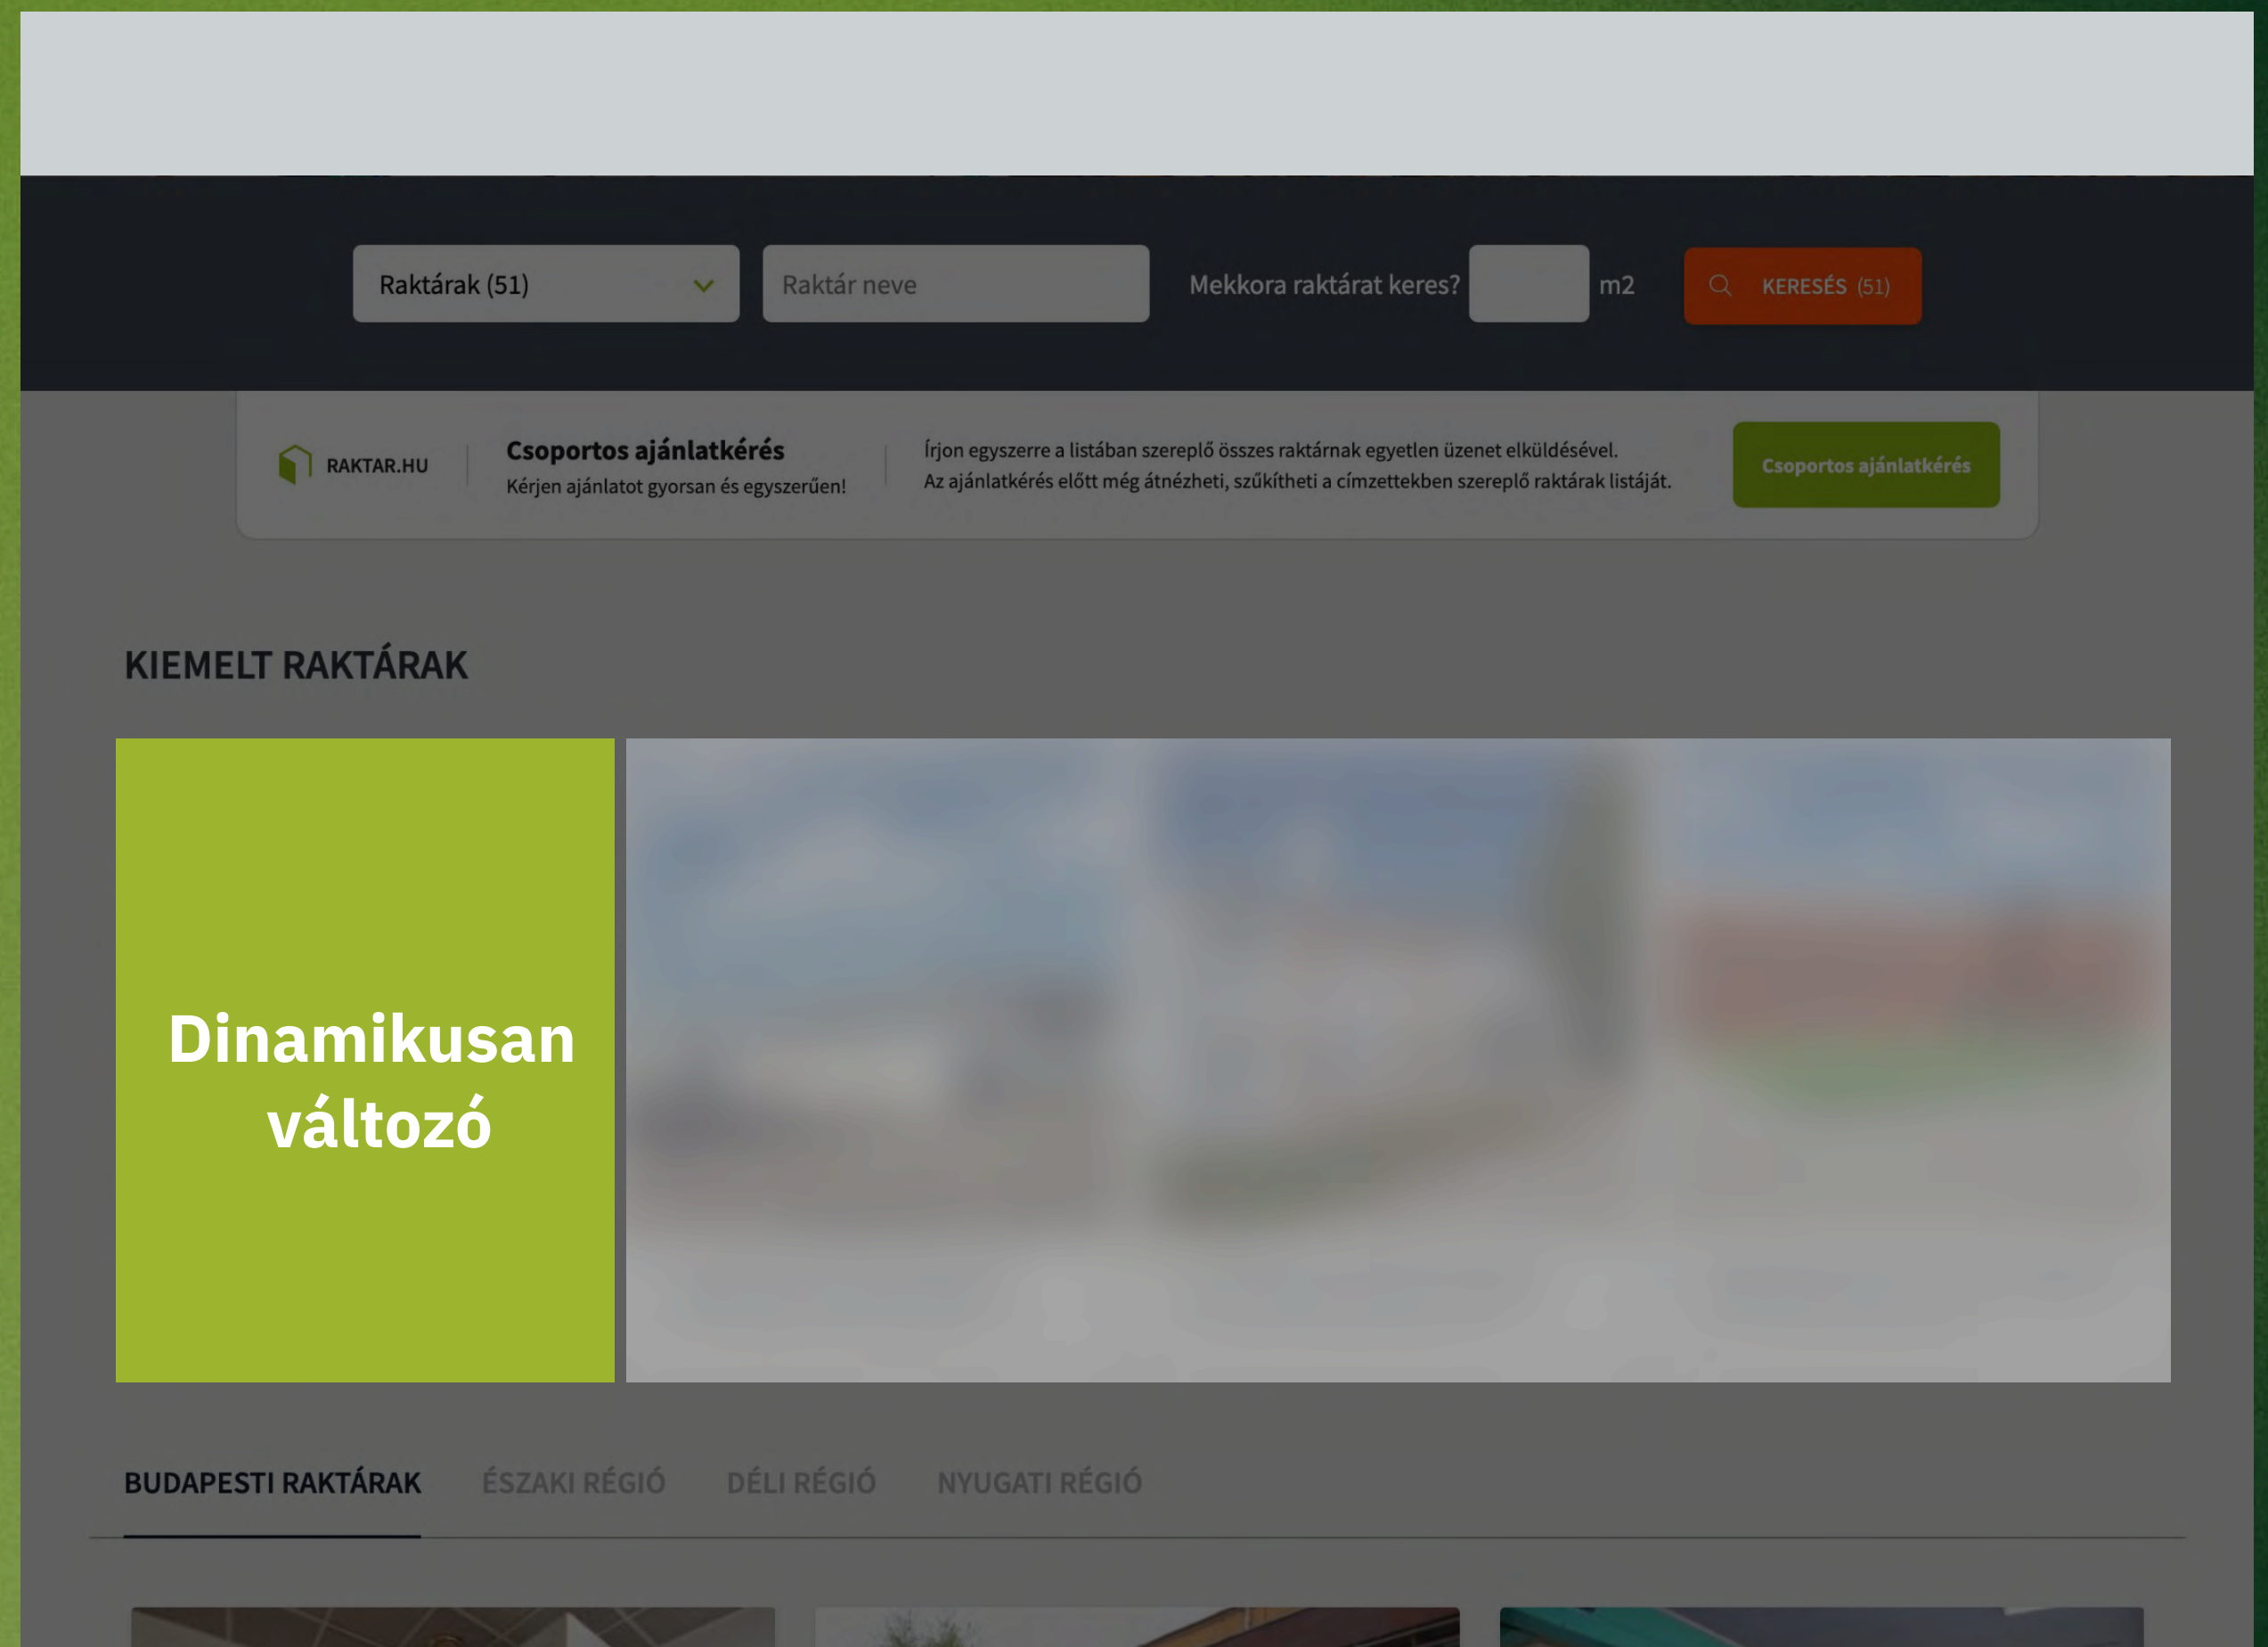 Raktárak (51)
Raktár neve
Mekkora raktárat keres?
m2
KERESÉS (51)
RAKTAR.HU
Csoportos ajánlatkérés
Kérjen ajánlatot gyorsan és egyszerűen!
Írjon egyszerre a listában szereplő összes raktárnak egyetlen üzenet elküldésével.
Az ajánlatkérés előtt még átnézheti, szűkítheti a címzettekben szereplő raktárak listáját.
Csoportos ajánlatkérés
KIEMELT RAKTÁRAK
Dinamikusan
változó
BUDAPESTI RAKTÁRAK
ÉSZAKI RÉGIÓ
DÉLI RÉGIÓ
NYUGATI RÉGIÓ